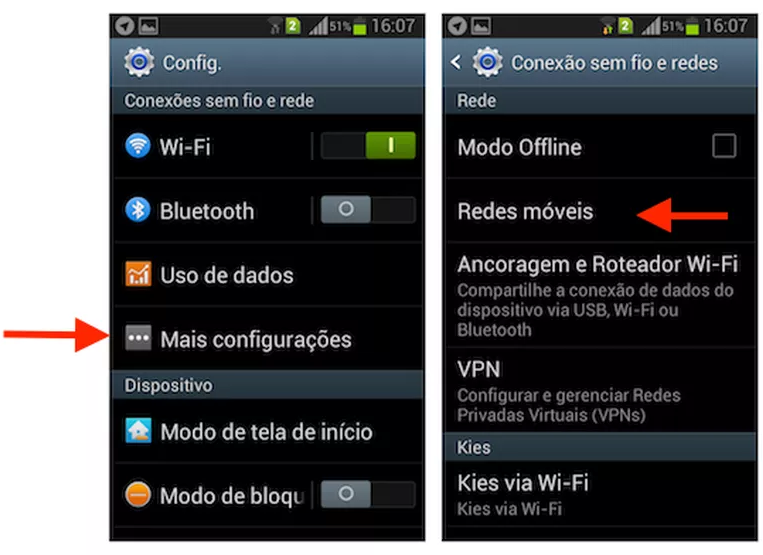 2 51% 16:07
Config.
Conexões sem fio e rede
Wi-Fi
Bluetooth
Uso de dados
Mais configurações
Dispositivo
Modo de tela de início
Modo de bloqu
2 51% 16:07
Conexão sem fio e redes
Rede
Modo Offline
Redes móveis
Ancoragem e Roteador Wi-Fi
Compartilhe a conexão de dados do
dispositivo via USB, Wi-Fi ou
Bluetooth
VPN
Configurar e gerenciar Redes
Privadas Virtuais (VPNs)
Kies
Kies via Wi-Fi
Kies via Wi-Fi